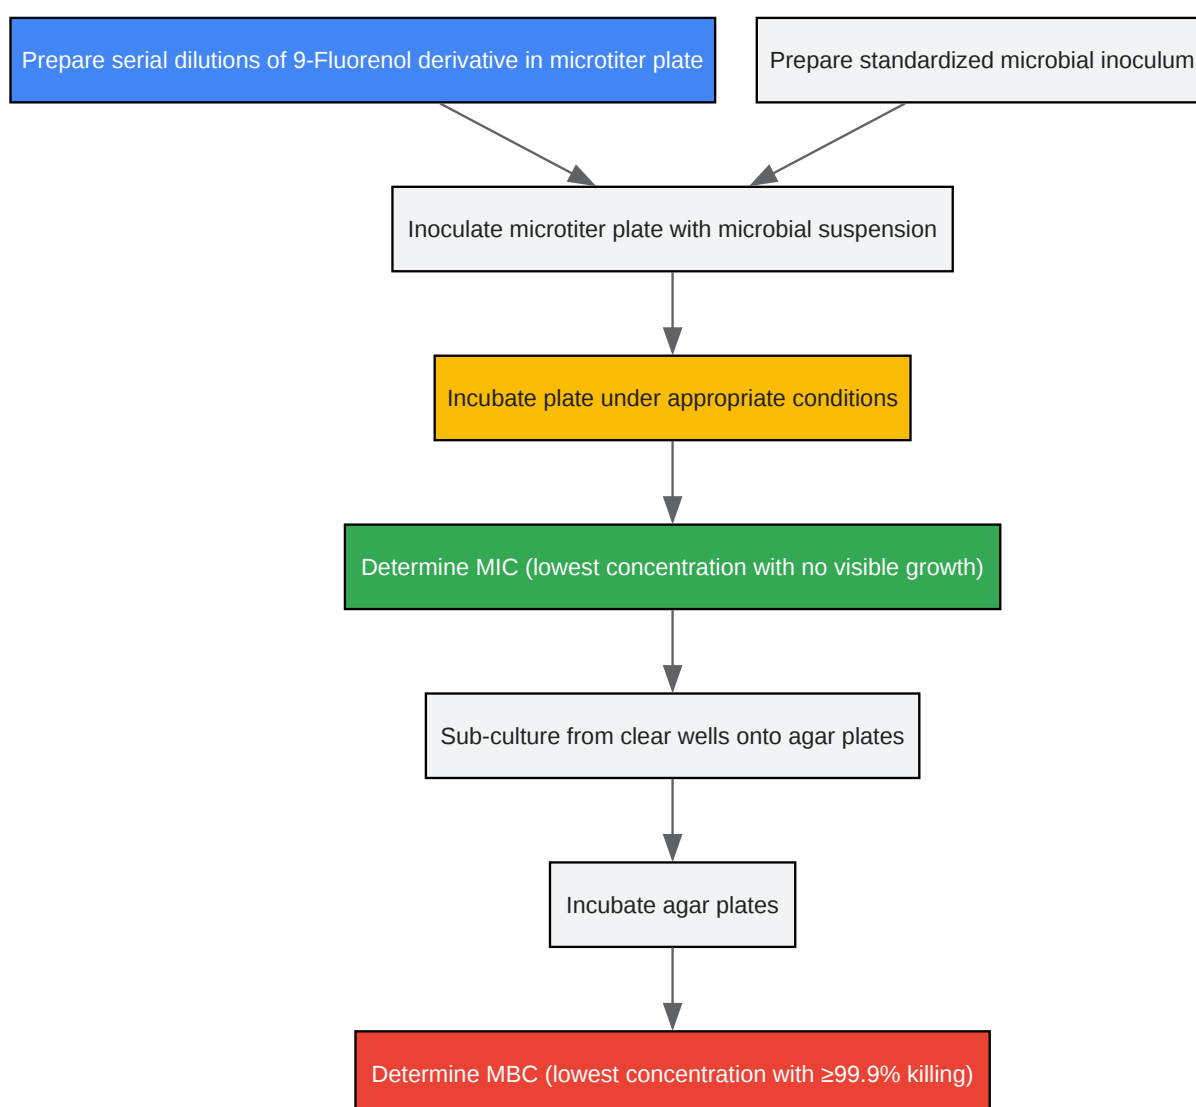 Prepare serial dilutions of 9-Fluorenol derivative in microtiter plate
Prepare standardized microbial inoculum
Inoculate microtiter plate with microbial suspension
Incubate plate under appropriate conditions
Determine MIC (lowest concentration with no visible growth)
Sub-culture from clear wells onto agar plates
Incubate agar plates
Determine MBC (lowest concentration with ≥99.9% killing)